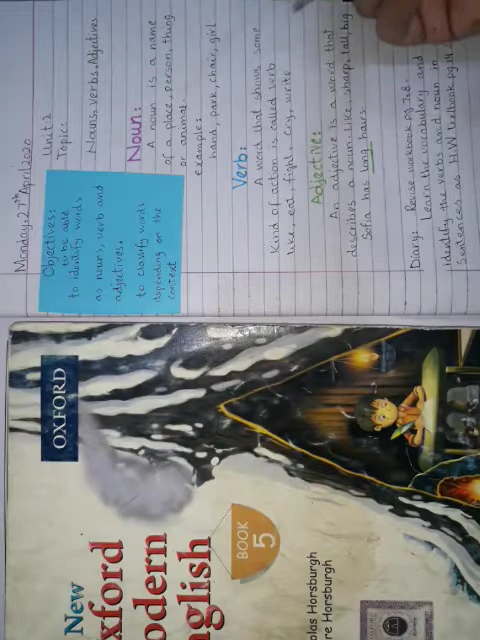 Monday, 27th April 2020
Objectives:
to be able
to identify words
as nouns, verb and
adjectives.
to classify words
depending on the
context
Unit:2
Topic:
Nouns, verbs, Adjectives
Noun:
A noun is a name
of a place, person, thing
or animal.
example:
hand, park, chair, girl
Verb:
A word that shows some
kind of action is called verb
like, eat, fight, cry, write
Adjective:
An adjective is a word that
describes a noun like, sharp, tall, big
Sofia has long hairs.
Diary: workbook pg 7,8.
Learn the vocabulary and
identify the verbs and noun in
Sentences as H.W textbook pg 14
OXFORD
New
xford
odern
nglish
BOOK
5
olas Horsburgh
re Horsburgh